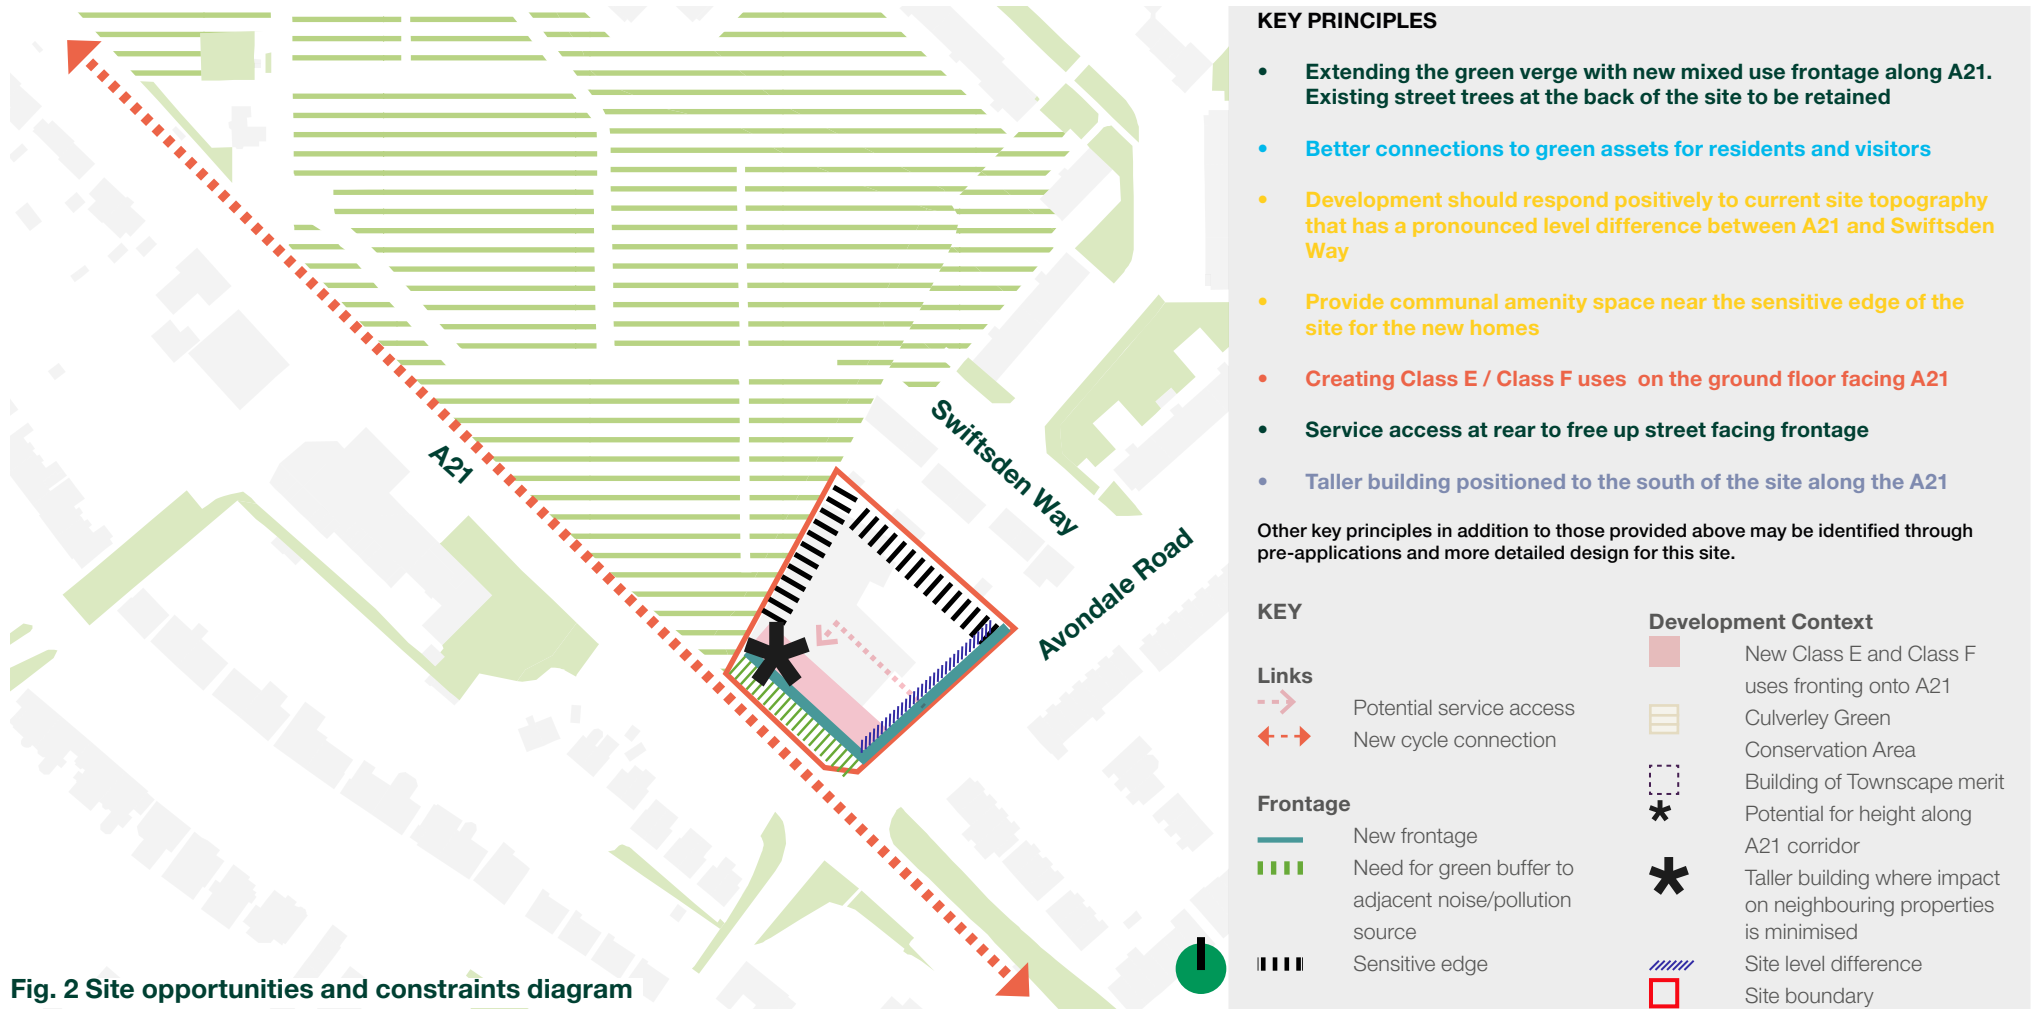 A21
Swiftsden Way
Avondale Road
Fig. 2 Site opportunities and constraints diagram
KEY PRINCIPLES
• Extending the green verge with new mixed use frontage along A21.
Existing street trees at the back of the site to be retained
• Better connections to green assets for residents and visitors
• Development should respond positively to current site topography
that has a pronounced level difference between A21 and Swiftsden
Way
• Provide communal amenity space near the sensitive edge of the
site for the new homes
• Creating Class E / Class F uses on the ground floor facing A21
• Service access at rear to free up street facing frontage
• Taller building positioned to the south of the site along the A21
Other key principles in addition to those provided above may be identified through
pre-applications and more detailed design for this site.
KEY
Links
Potential service access
New cycle connection
Frontage
New frontage
Need for green buffer to
adjacent noise/pollution
source
Sensitive edge
Development Context
New Class E and Class F
uses fronting onto A21
Culverley Green
Conservation Area
Building of Townscape merit
Potential for height along
A21 corridor
Taller building where impact
on neighbouring properties
is minimised
Site level difference
Site boundary